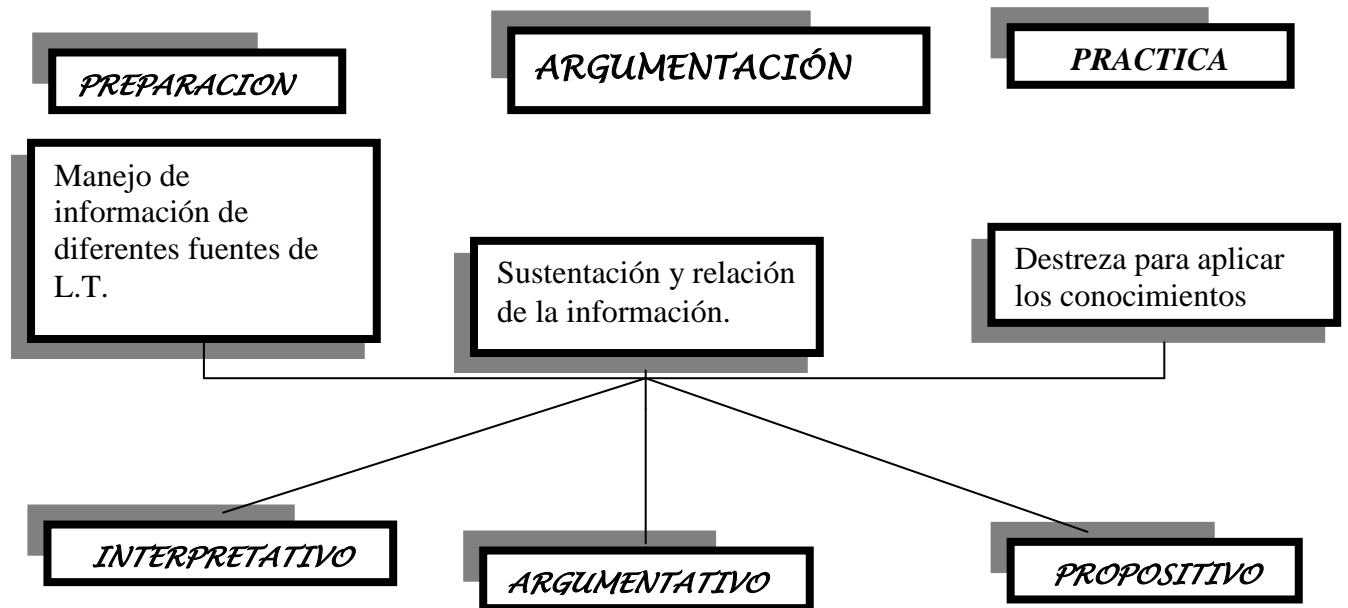 PREPARACION
ARGUMENTACIÓN
PRACTICA
Manejo de
información de
diferentes fuentes de
L.T.
Sustentación y relación
de la información.
Destreza para aplicar
los conocimientos
INTERPRETATIVO
ARGUMENTATIVO
PROPOSITIVO